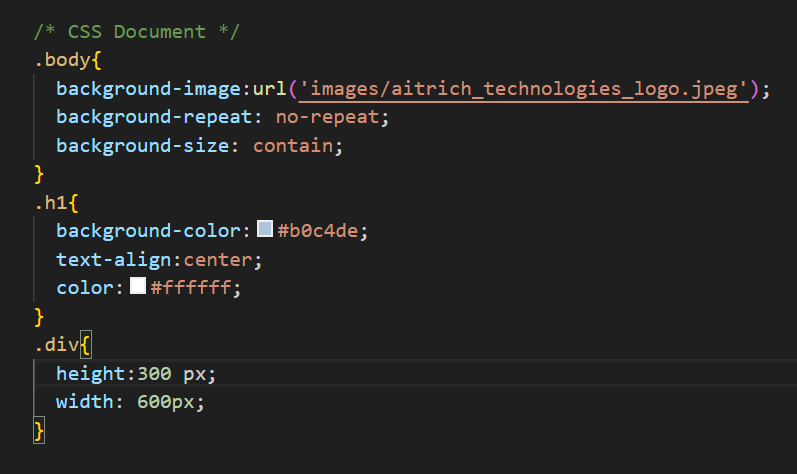 /* CSS Document */
.body{
  background-image:url('images/aitrich_technologies_logo.jpeg');
  background-repeat: no-repeat;
  background-size: contain;
}
.h1{
  background-color: #b0c4de;
  text-align:center;
  color: #ffffff;
}
.div{
  height:300 px;
  width: 600px;
}